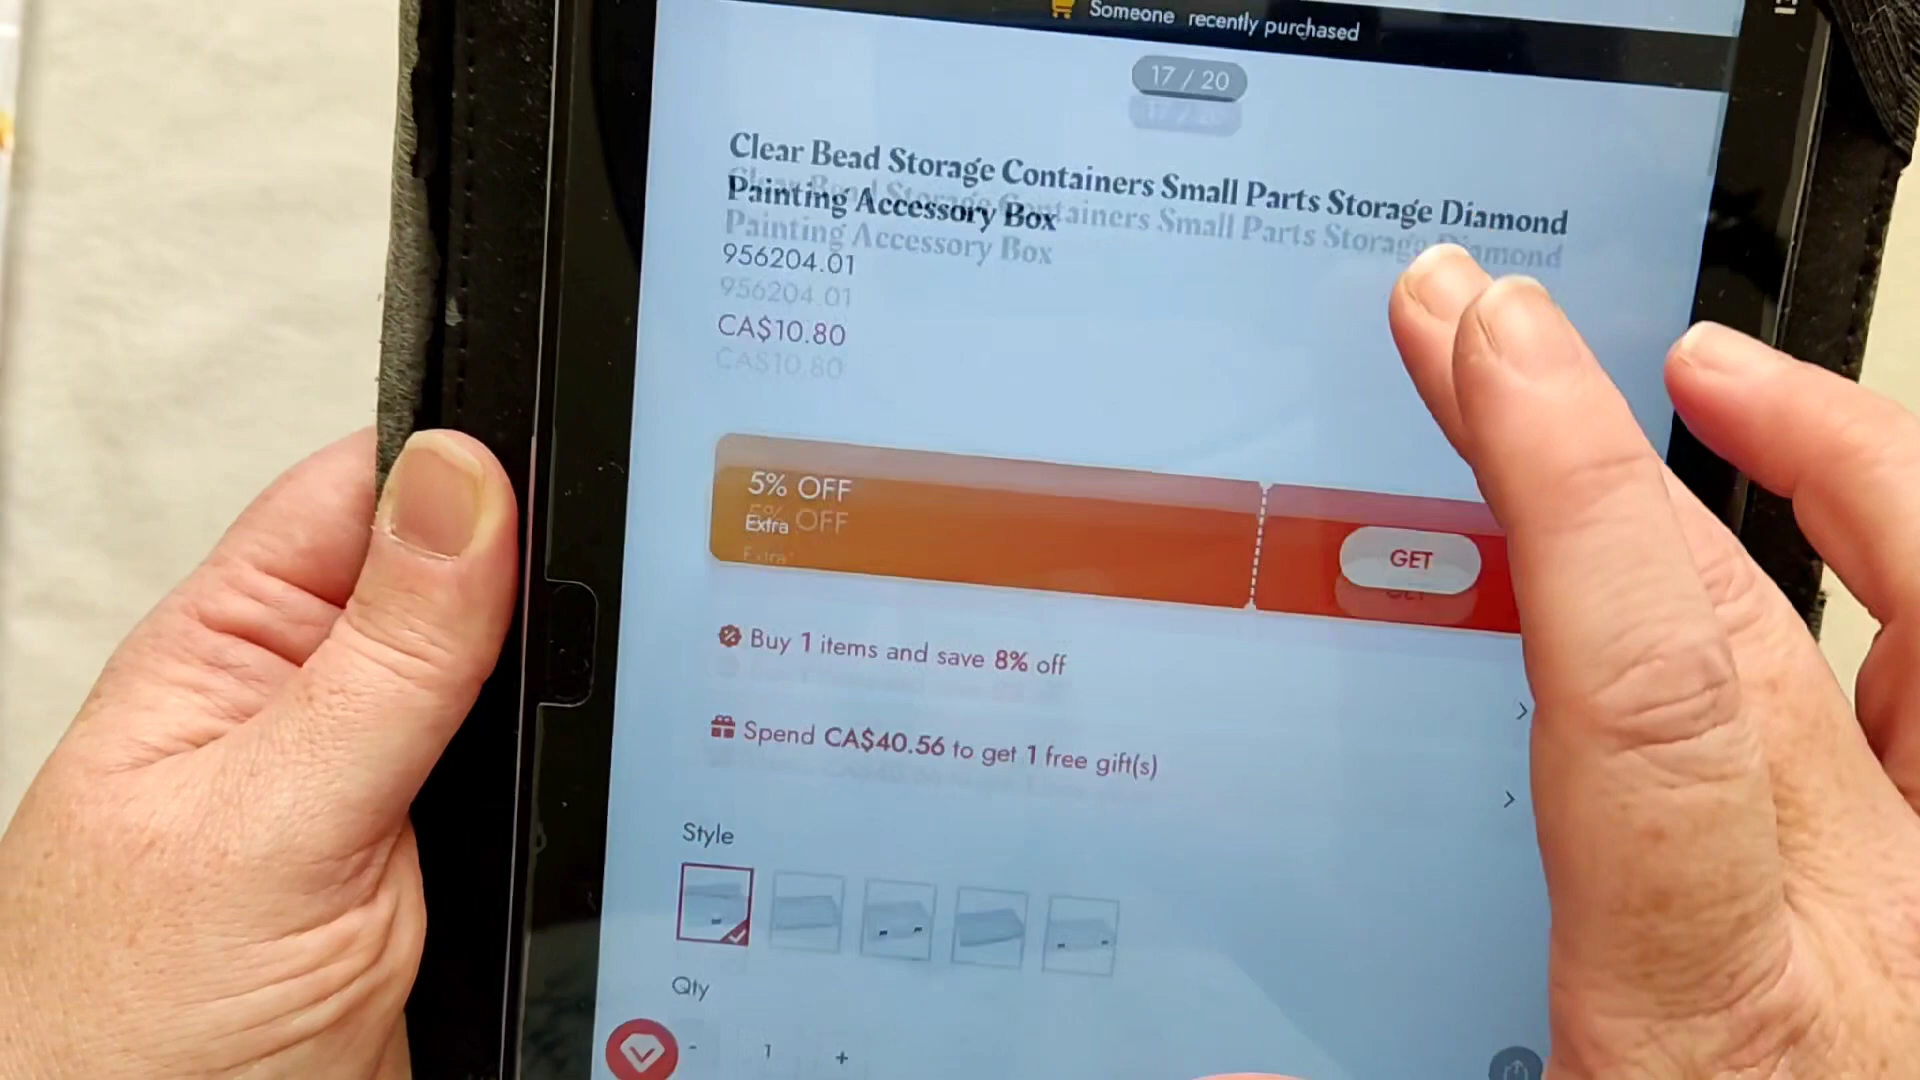 Someone recently purchased
17 / 20
Clear Bead Storage Containers Small Parts Storage Diamond
Painting Accessory Box
956204.01
CA$10.80
5% OFF
Extra
GET
Buy 1 items and save 8% off
Spend CA$40.56 to get 1 free gift(s)
Style
Qty
- 1 +